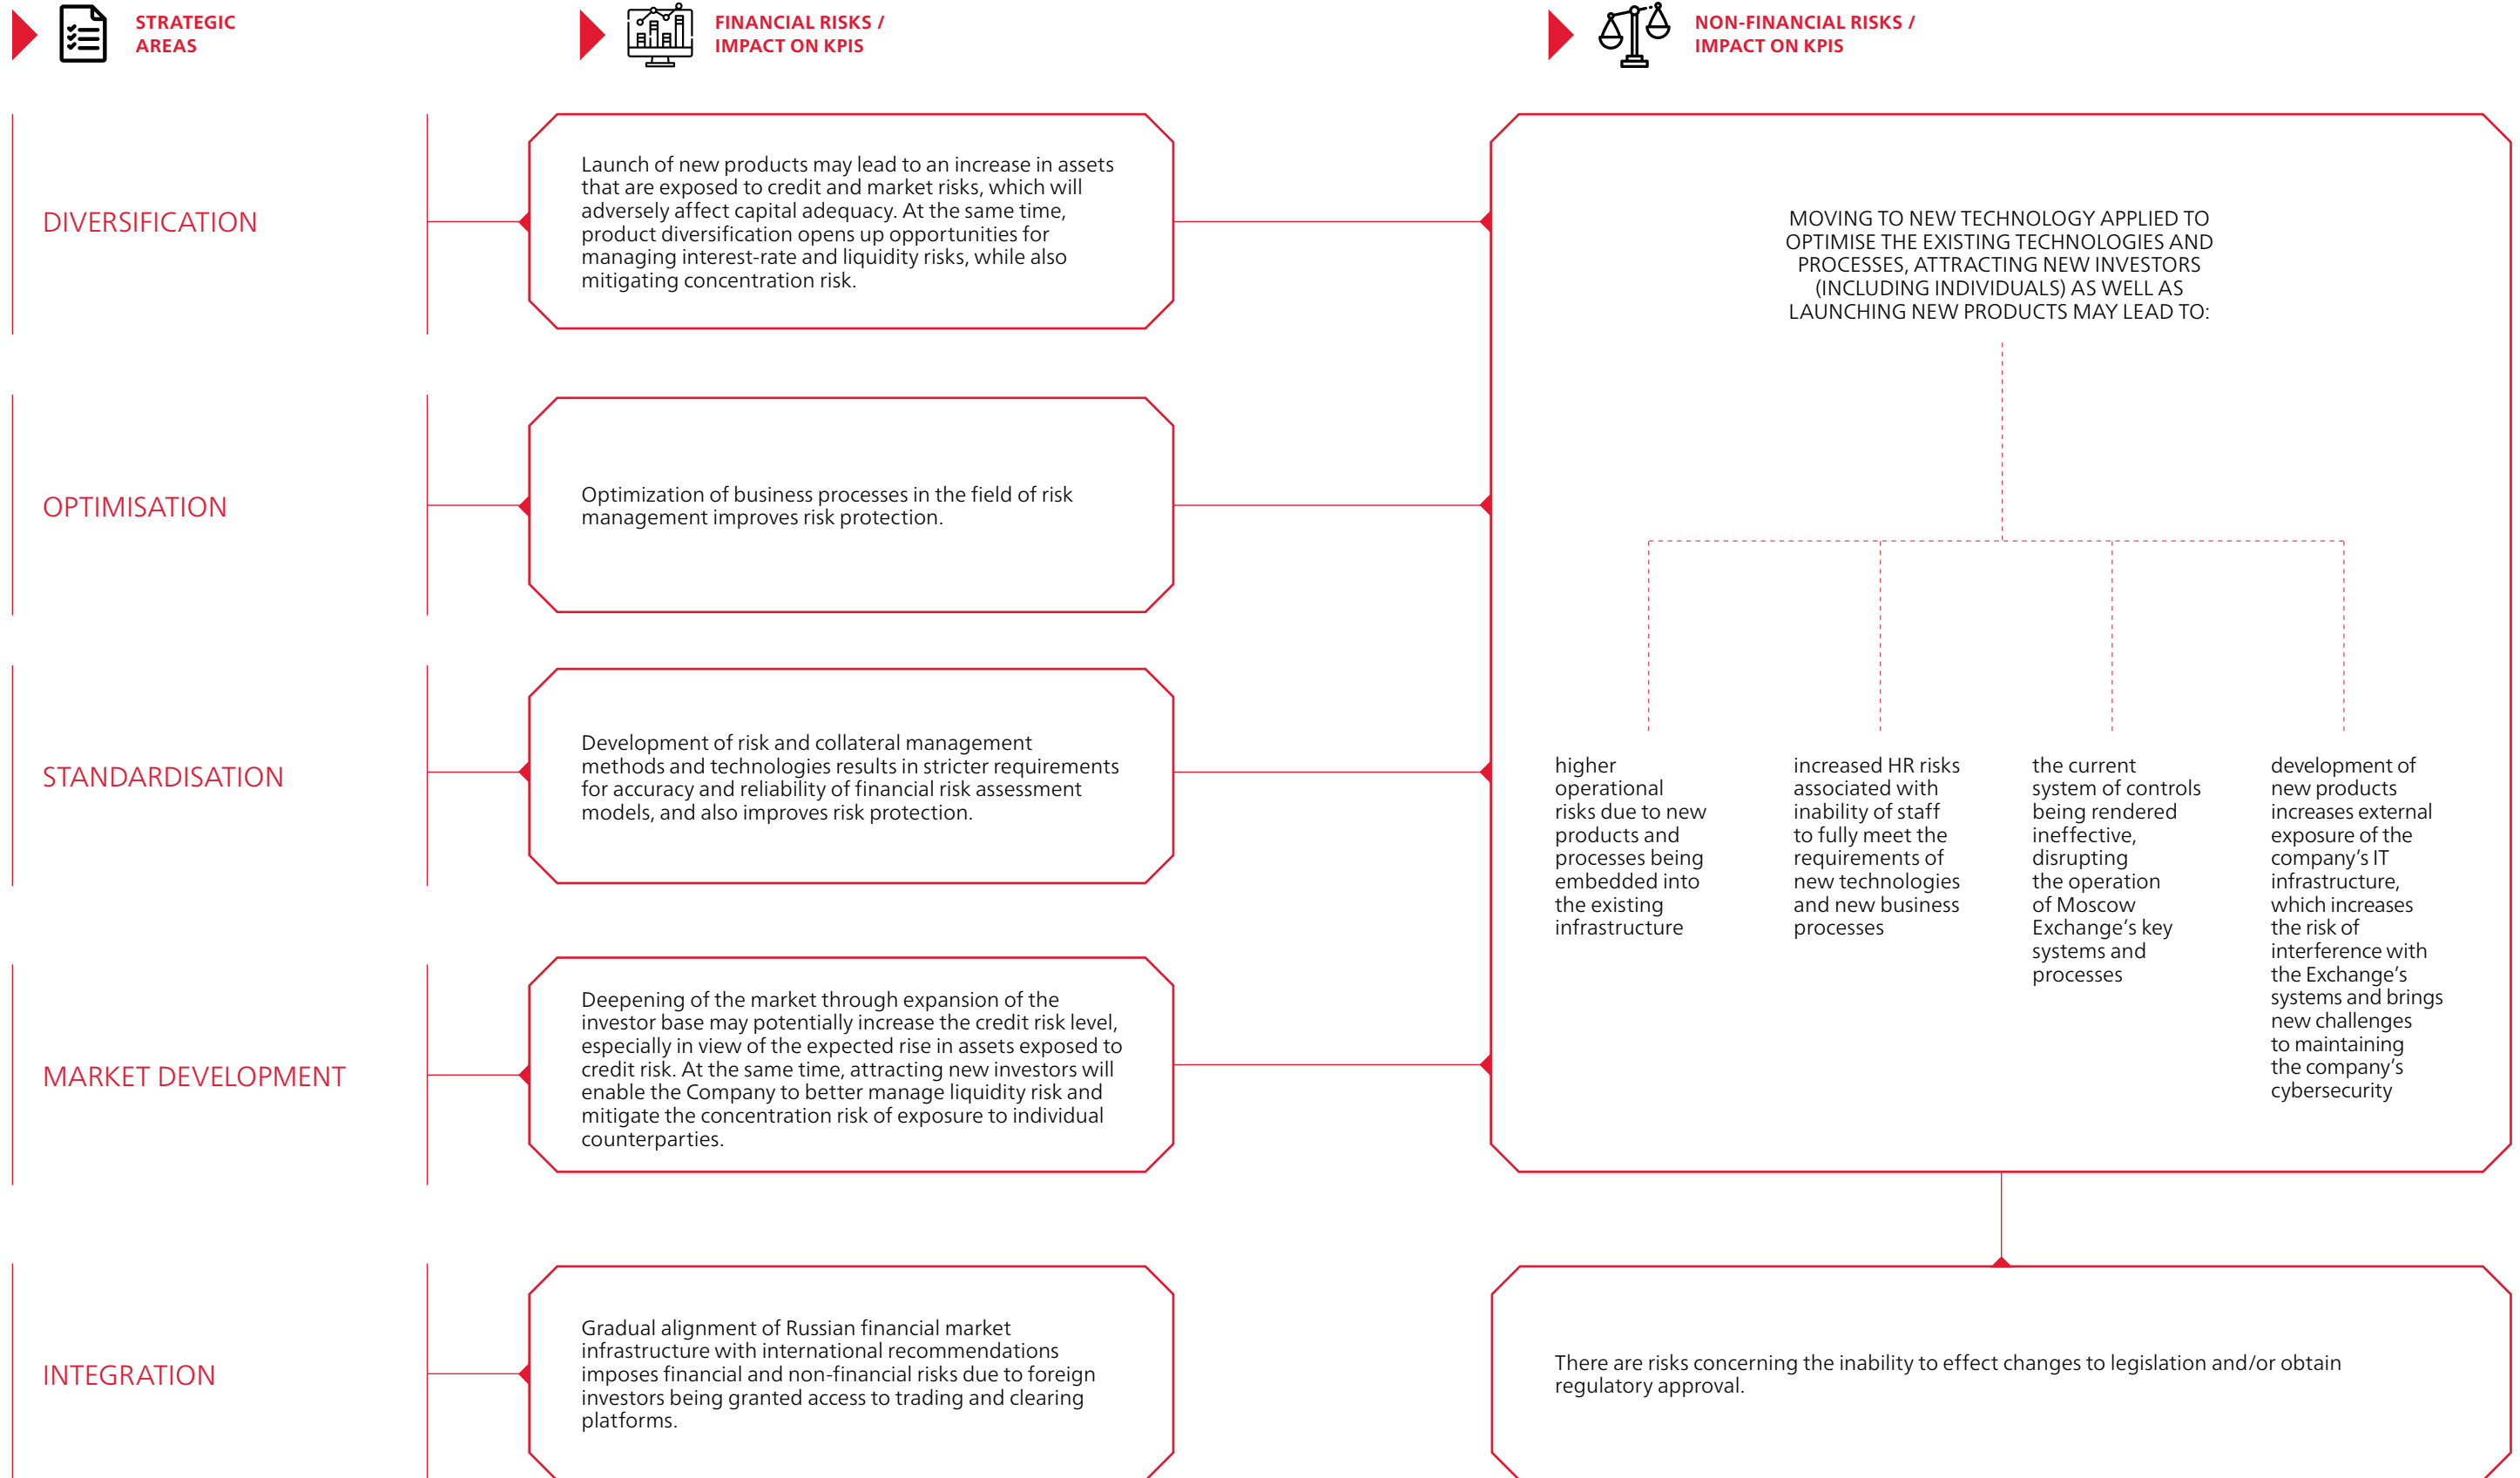 STRATEGIC
AREAS
FINANCIAL RISKS /
IMPACT ON KPIS
NON-FINANCIAL RISKS /
IMPACT ON KPIS
DIVERSIFICATION
Launch of new products may lead to an increase in assets
that are exposed to credit and market risks, which will
adversely affect capital adequacy. At the same time,
product diversification opens up opportunities for
managing interest-rate and liquidity risks, while also
mitigating concentration risk.
OPTIMISATION
Optimization of business processes in the field of risk
management improves risk protection.
STANDARDISATION
Development of risk and collateral management
methods and technologies results in stricter requirements
for accuracy and reliability of financial risk assessment
models, and also improves risk protection.
MARKET DEVELOPMENT
Deepening of the market through expansion of the
investor base may potentially increase the credit risk level,
especially in view of the expected rise in assets exposed to
credit risk. At the same time, attracting new investors will
enable the Company to better manage liquidity risk and
mitigate the concentration risk of exposure to individual
counterparties.
INTEGRATION
Gradual alignment of Russian financial market
infrastructure with international recommendations
imposes financial and non-financial risks due to foreign
investors being granted access to trading and clearing
platforms.
MOVING TO NEW TECHNOLOGY APPLIED TO
OPTIMISE THE EXISTING TECHNOLOGIES AND
PROCESSES, ATTRACTING NEW INVESTORS
(INCLUDING INDIVIDUALS) AS WELL AS
LAUNCHING NEW PRODUCTS MAY LEAD TO:
higher
operational
risks due to new
products and
processes being
embedded into
the existing
infrastructure
increased HR risks
associated with
inability of staff
to fully meet the
requirements of
new technologies
and new business
processes
the current
system of controls
being rendered
ineffective,
disrupting
the operation
of Moscow
Exchange’s key
systems and
processes
development of
new products
increases external
exposure of the
company’s IT
infrastructure,
which increases
the risk of
interference with
the Exchange’s
systems and brings
new challenges
to maintaining
the company’s
cybersecurity
There are risks concerning the inability to effect changes to legislation and/or obtain
regulatory approval.